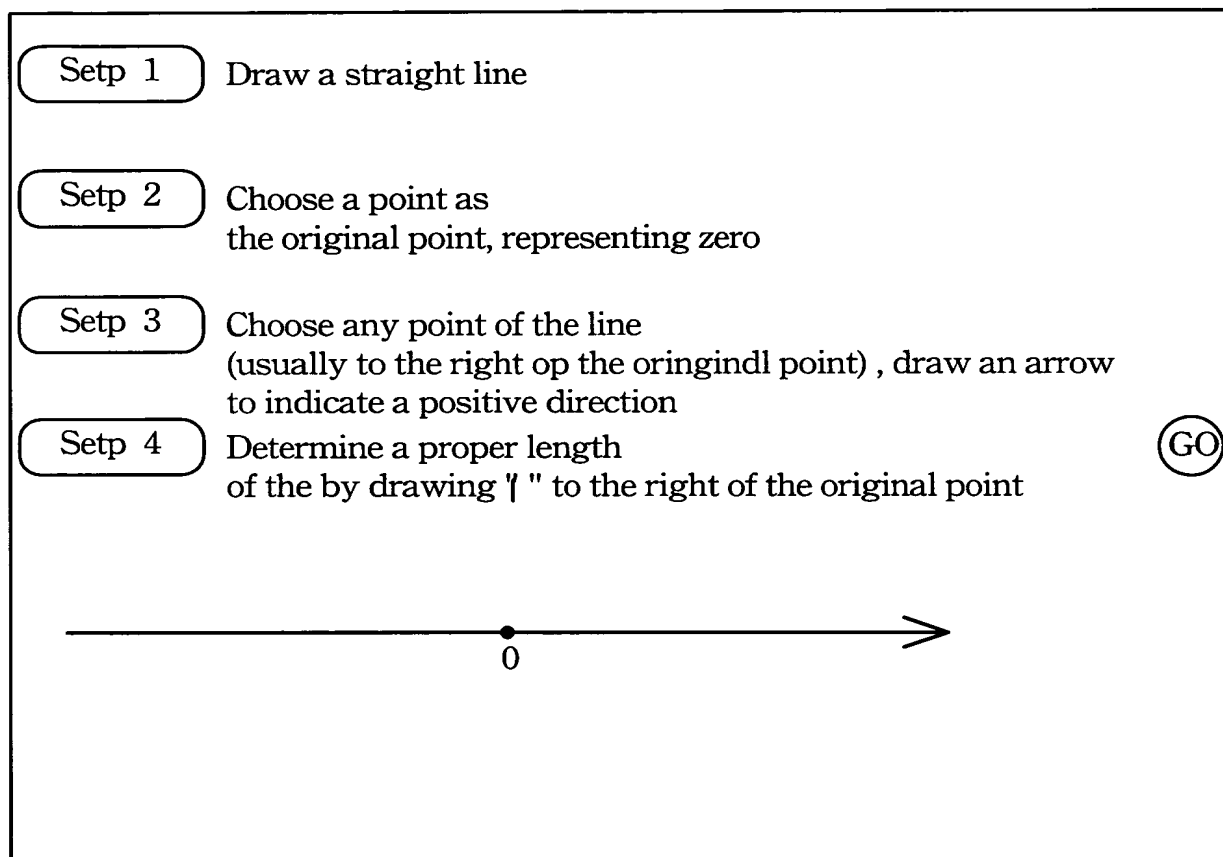 Setp 1 Draw a straight line
Setp 2 Choose a point as
the original point, representing zero
Setp 3 Choose any point of the line
(usually to the right op the oringindl point) , draw an arrow
to indicate a positive direction
Setp 4 Determine a proper length
GO
of the by drawing "/ " to the right of the original point
0